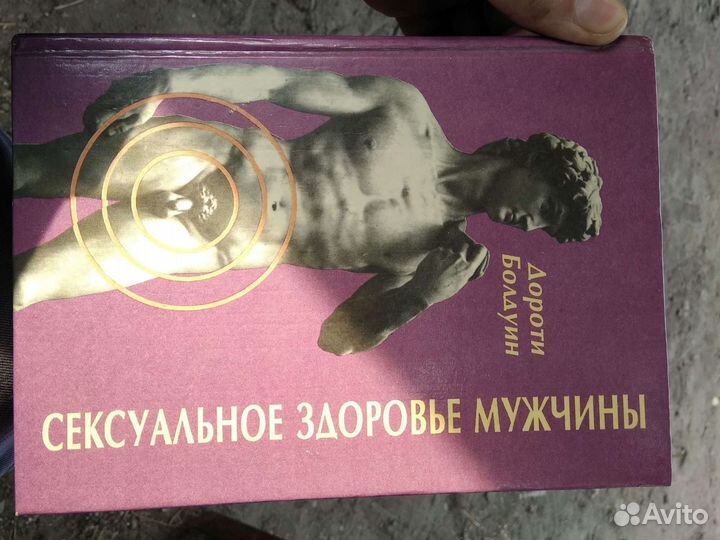 Дороти
Болдуин
СЕКСУАЛЬНОЕ ЗДОРОВЬЕ МУЖЧИНЫ
Avito